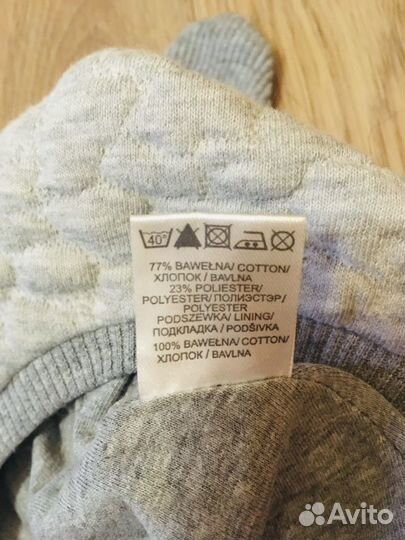 40°
77% BAWEŁNA/ COTTON/
ХЛОПОК / BAVLNA
23% POLIESTER/
POLYESTER/ ПОЛИЭСТЭР/
POLYESTER
PODSZEWKA/ LINING/
ПОДКЛАДКА / PODŠIVKA
100% BAWEŁNA/ COTTON/
ХЛОПОК / BAVLNA
Avito